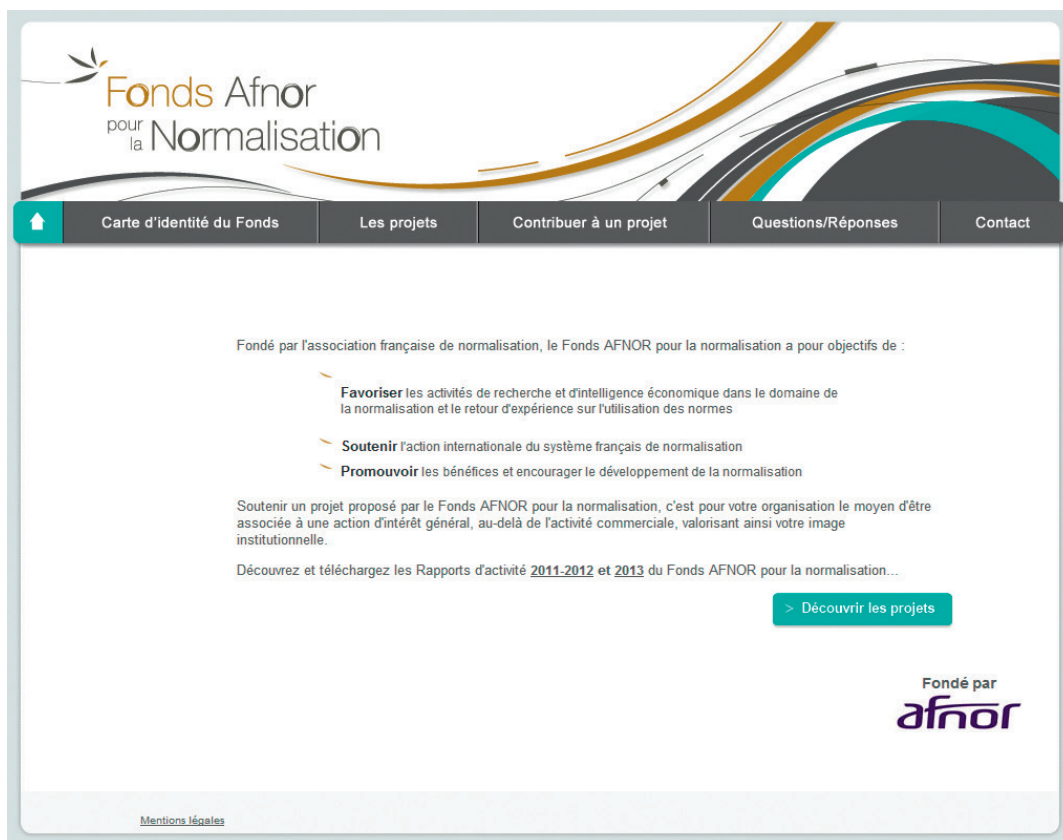 Fonds Afnor
pour la Normalisation
Carte d'identité du Fonds
Les projets
Contribuer à un projet
Questions/Réponses
Contact
Fondé par l'association française de normalisation, le Fonds AFNOR pour la normalisation a pour objectifs de :
Favoriser les activités de recherche et d'intelligence économique dans le domaine de
la normalisation et le retour d'expérience sur l'utilisation des normes
Soutenir l'action internationale du système français de normalisation
Promouvoir les bénéfices et encourager le développement de la normalisation
Soutenir un projet proposé par le Fonds AFNOR pour la normalisation, c'est pour votre organisation le moyen d'être
associée à une action d'intérêt général, au-delà de l'activité commerciale, valorisant ainsi votre image
institutionnelle.
Découvrez et téléchargez les Rapports d'activité 2011-2012 et 2013 du Fonds AFNOR pour la normalisation...
> Découvrir les projets
Fondé par
afnor
Mentions légales